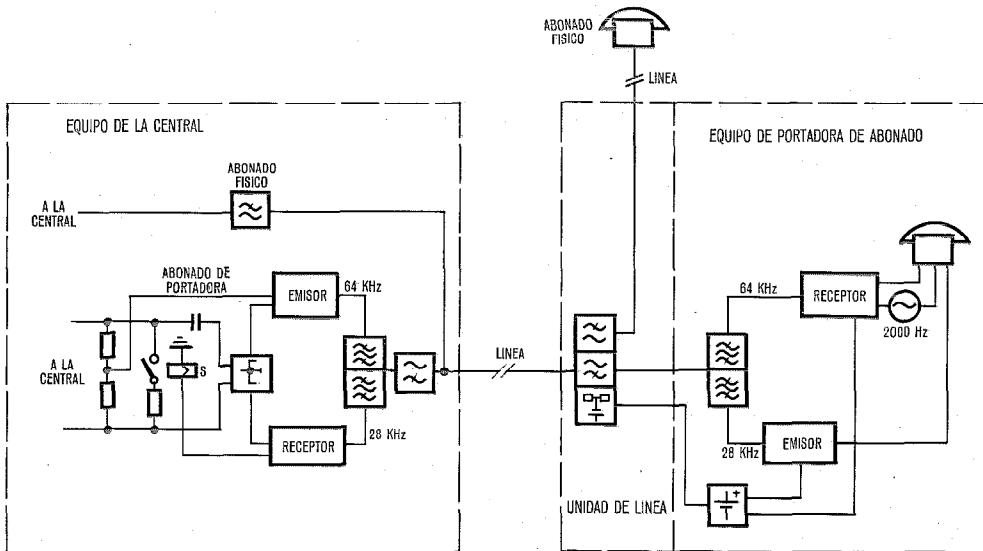 ABONADO
FISICO
LINEA
EQUIPO DE LA CENTRAL
EQUIPO DE PORTADORA DE ABONADO
ABONADO
FISICO
A LA
CENTRAL
ABONADO DE
PORTADORA
EMISOR
64 KHz
64 KHz
RECEPTOR
2000 Hz
A LA
CENTRAL
S
LINEA
RECEPTOR
28 KHz
28 KHz
EMISOR
UNIDAD DE LINEA
+